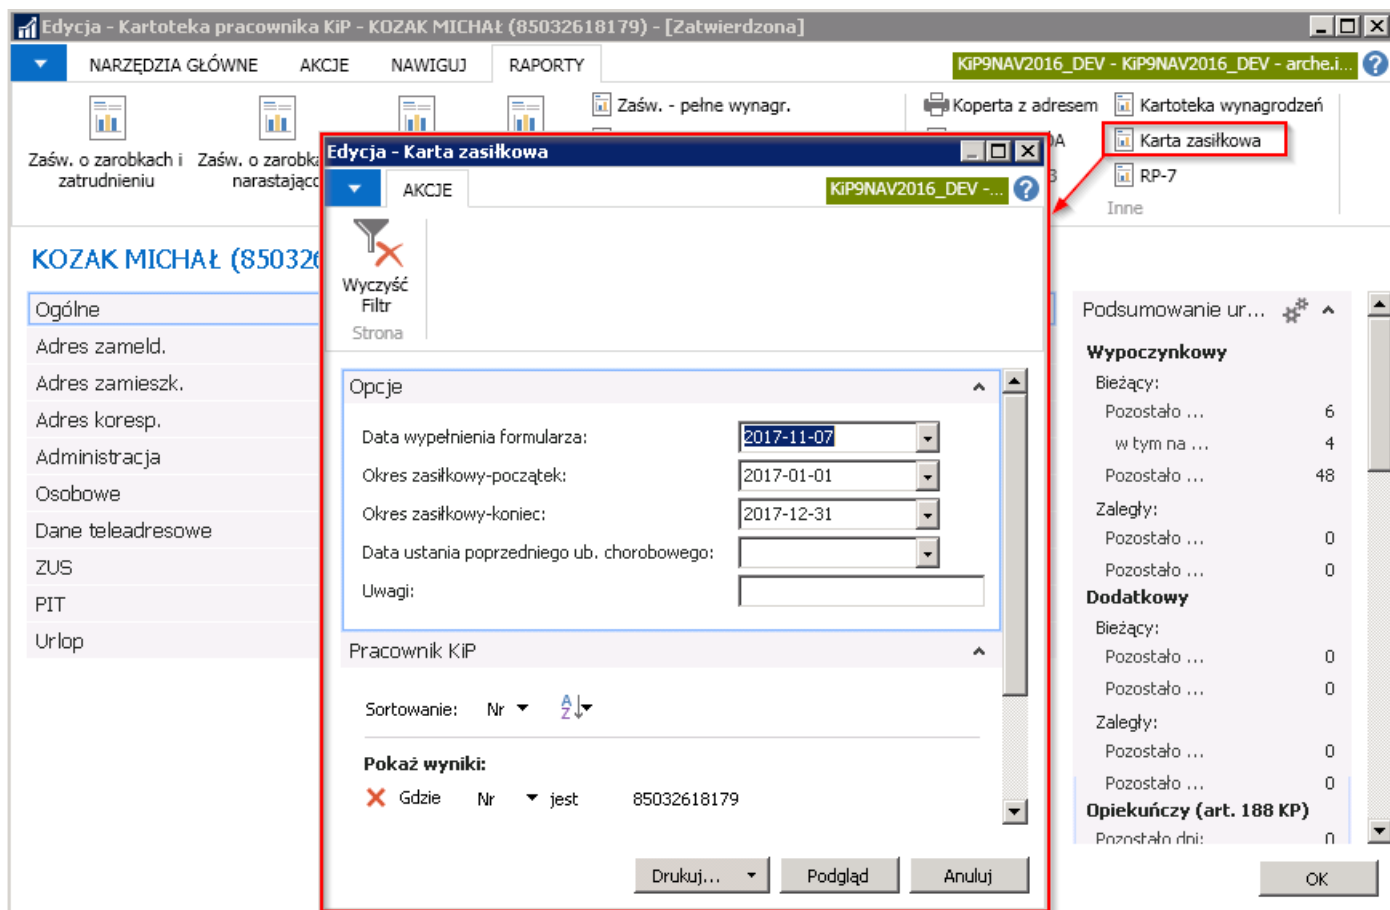 Edycja - Kartoteka pracownika KiP - KOZAK MICHAŁ (85032618179) - [Zatwierdzona]
NARZĘDZIA GŁÓWNE AKCJE NAWIGUJ RAPORTY KiP9NAV2016_DEV - KiP9NAV2016_DEV - arche.i...
Zaśw. o zarobkach i zatrudnieniu
Zaśw. o narastając
Zaśw. - pełne wynagr.
Koperta z adresem
Kartoteka wynagrodzeń
Karta zasiłkowa
RP-7
Inne
KOZAK MICHAŁ (85032
Ogólne
Adres zameld.
Adres zamieszk.
Adres koresp.
Administracja
Osobowe
Dane teleadresowe
ZUS
PIT
Urlop
Edycja - Karta zasiłkowa
AKCJE KiP9NAV2016_DEV -...
Wyczyść
Filtr
Strona
Opcje
Data wypełnienia formularza: 2017-11-07
Okres zasiłkowy-początek: 2017-01-01
Okres zasiłkowy-koniec: 2017-12-31
Data ustania poprzedniego ub. chorobowego:
Uwagi:
Pracownik KiP
Sortowanie: Nr
Pokaż wyniki:
Gdzie Nr jest 85032618179
Drukuj... Podgląd Anuluj
Podsumowanie ur...
Wypoczynkowy
Bieżący:
Pozostało ... 6
w tym na ... 4
Pozostało ... 48
Zaległy:
Pozostało ... 0
Pozostało ... 0
Dodatkowy
Bieżący:
Pozostało ... 0
Pozostało ... 0
Zaległy:
Pozostało ... 0
Pozostało ... 0
Opiekuńczy (art. 188 KP)
Pozostało dni: 0
OK